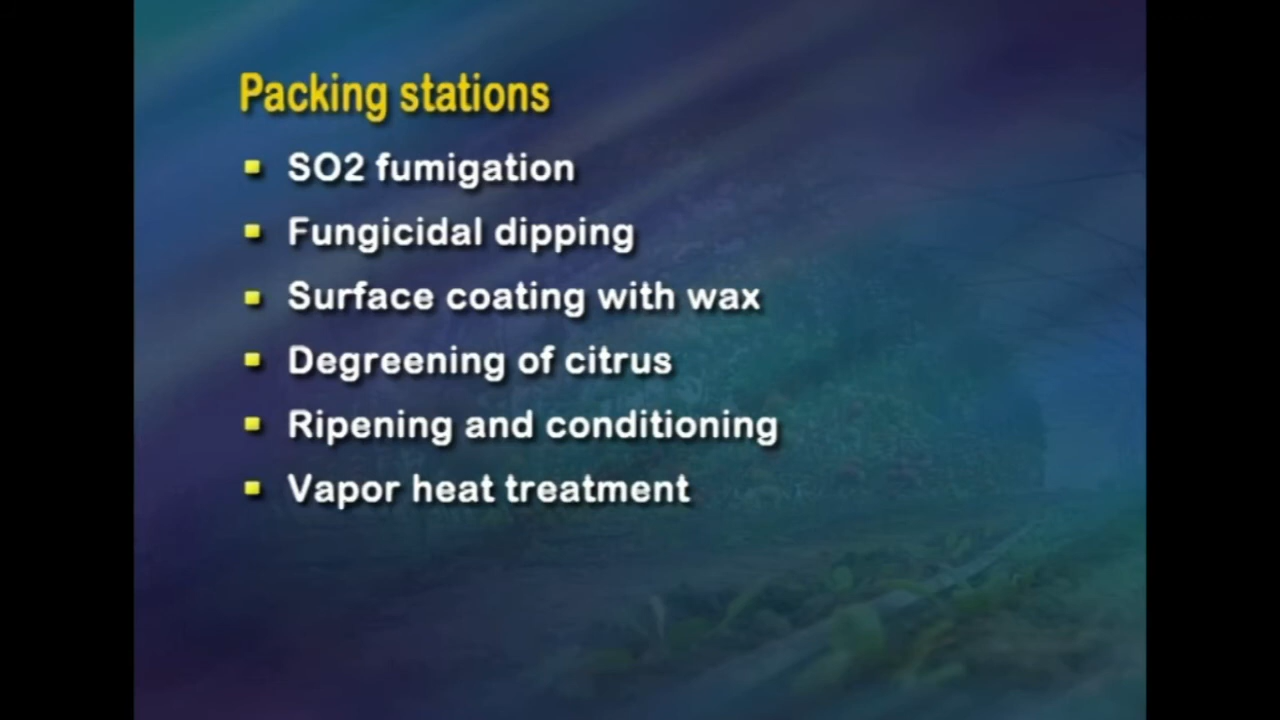 Packing stations
SO2 fumigation
Fungicidal dipping
Surface coating with wax
Degreening of citrus
Ripening and conditioning
Vapor heat treatment